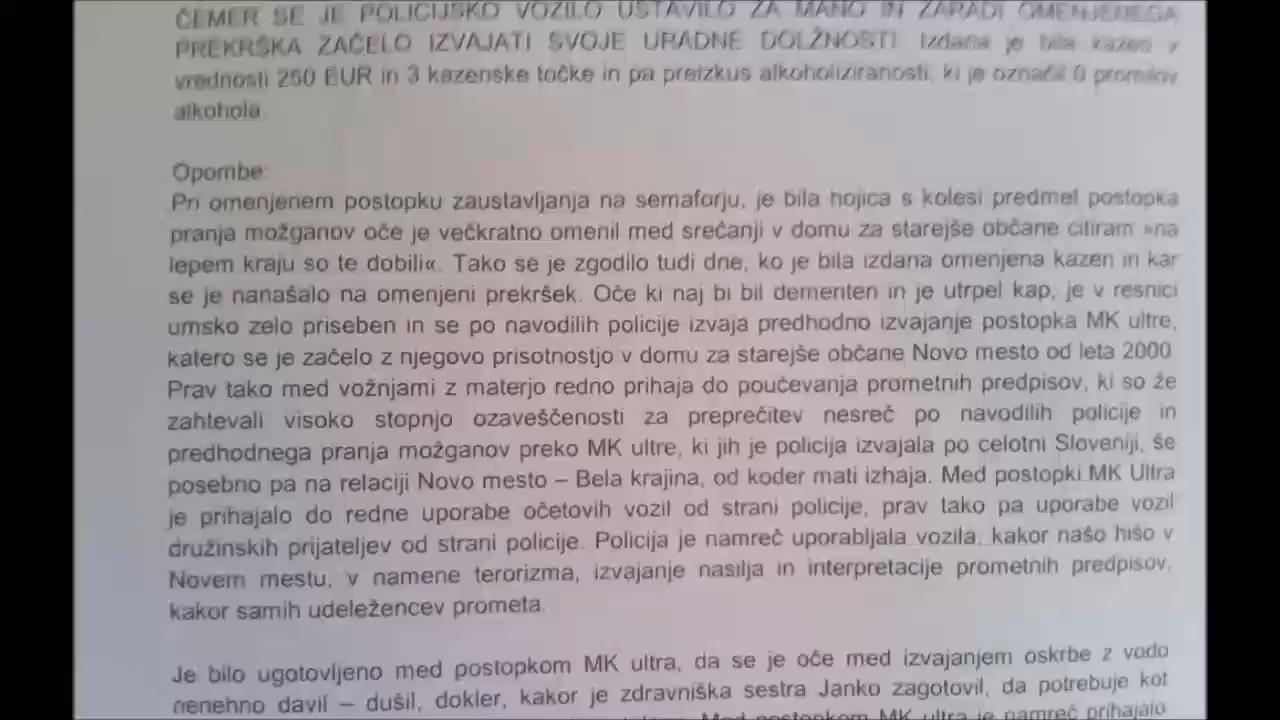 ČEMER SE JE POLICIJSKO VOZILO USTAVILO ZA MANO IN ZARADI OMENJENEGA
PREKRŠKA ZAČELO IZVAJATI SVOJE URADNE DOLŽNOSTI. Izdana je bila kazen v
vrednosti 250 EUR in 3 kazenske točke in pa preizkus alkoholiziranosti, ki je označil 0 promilov
alkohola.
Opombe:
Pri omenjenem postopku zaustavljanja na semaforju, je bila hojica s kolesi predmet postopka
pranja možganov oče je večkratno omenil med srečanji v domu za starejše občane citiram »na
lepem kraju so te dobili«. Tako se je zgodilo tudi dne, ko je bila izdana omenjena kazen in kar
se je nanašalo na omenjeni prekršek. Oče ki naj bi bil dementen in je utrpel kap, je v resnici
umsko zelo priseben in se po navodilih policije izvaja predhodno izvajanje postopka MK ultre,
katero se je začelo z njegovo prisotnostjo v domu za starejše občane Novo mesto od leta 2000.
Prav tako med vožnjami z materjo redno prihaja do poučevanja prometnih predpisov, ki so že
zahtevali visoko stopnjo ozaveščenosti za preprečitev nesreč po navodilih policije in
predhodnega pranja možganov preko MK ultre, ki jih je policija izvajala po celotni Sloveniji, še
posebno pa na relaciji Novo mesto – Bela krajina, od koder mati izhaja. Med postopki MK Ultra
je prihajalo do redne uporabe očetovih vozil od strani policije, prav tako pa uporabe vozil
družinskih prijateljev od strani policije. Policija je namreč uporabljala vozila, kakor našo hišo v
Novem mestu, v namene terorizma, izvajanje nasilja in interpretacije prometnih predpisov,
kakor samih udeležencev prometa.
Je bilo ugotovljeno med postopkom MK ultra, da se je oče med izvajanjem oskrbe z vodo
nenehno davil – dušil, dokler, kakor je zdravniška sestra Janko zagotovil, da potrebuje kot
Med postopkom MK ultra je namreč prihajalo